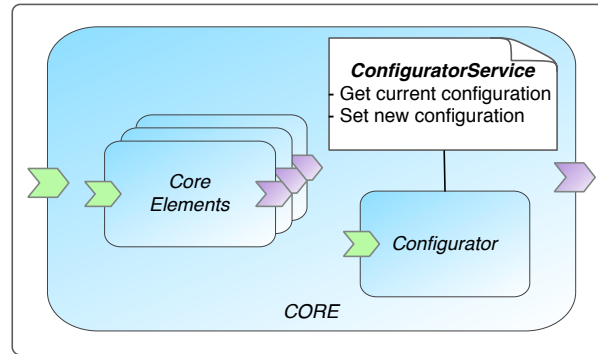 ConfiguratorService
- Get current configuration
- Set new configuration
Core
Elements
Configurator
CORE